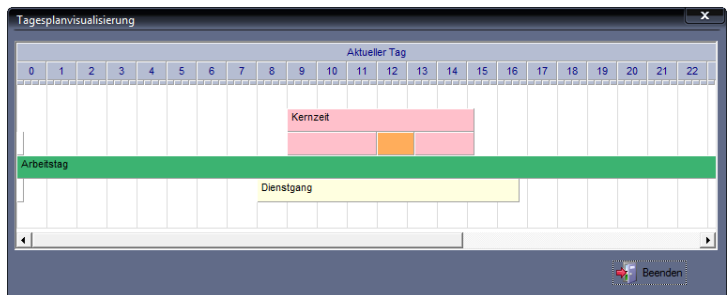 Tagesplanvisualisierung
Aktueller Tag
0 1 2 3 4 5 6 7 8 9 10 11 12 13 14 15 16 17 18 19 20 21 22
Kernzeit
Arbeitstag
Dienstgang
Beenden